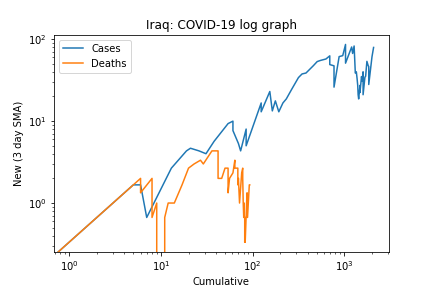 Iraq: COVID-19 log graph
Cases
Deaths
New (3 day SMA)
10²
10¹
10⁰
10⁰ 10¹ 10² 10³
Cumulative